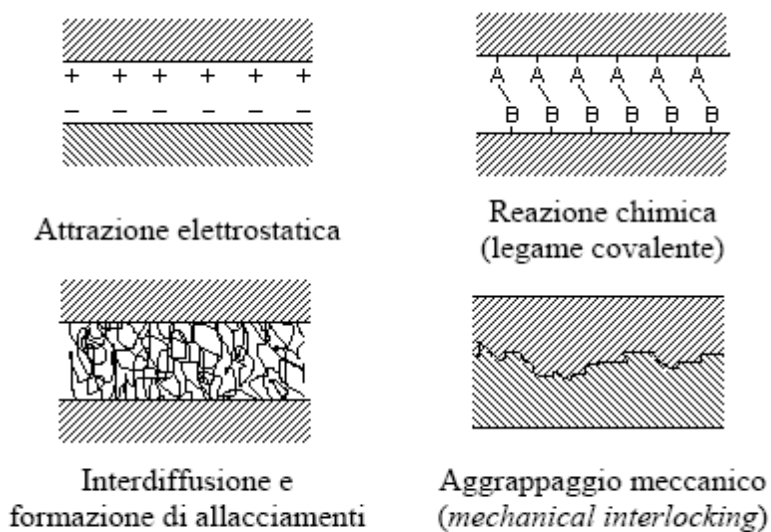 + + + + + +
– – – – – –
Attrazione elettrostatica
A A A A A A
B B B B B B
Reazione chimica
(legame covalente)
Interdiffusione e
formazione di allacciamenti
Aggrappaggio meccanico
(mechanical interlocking)